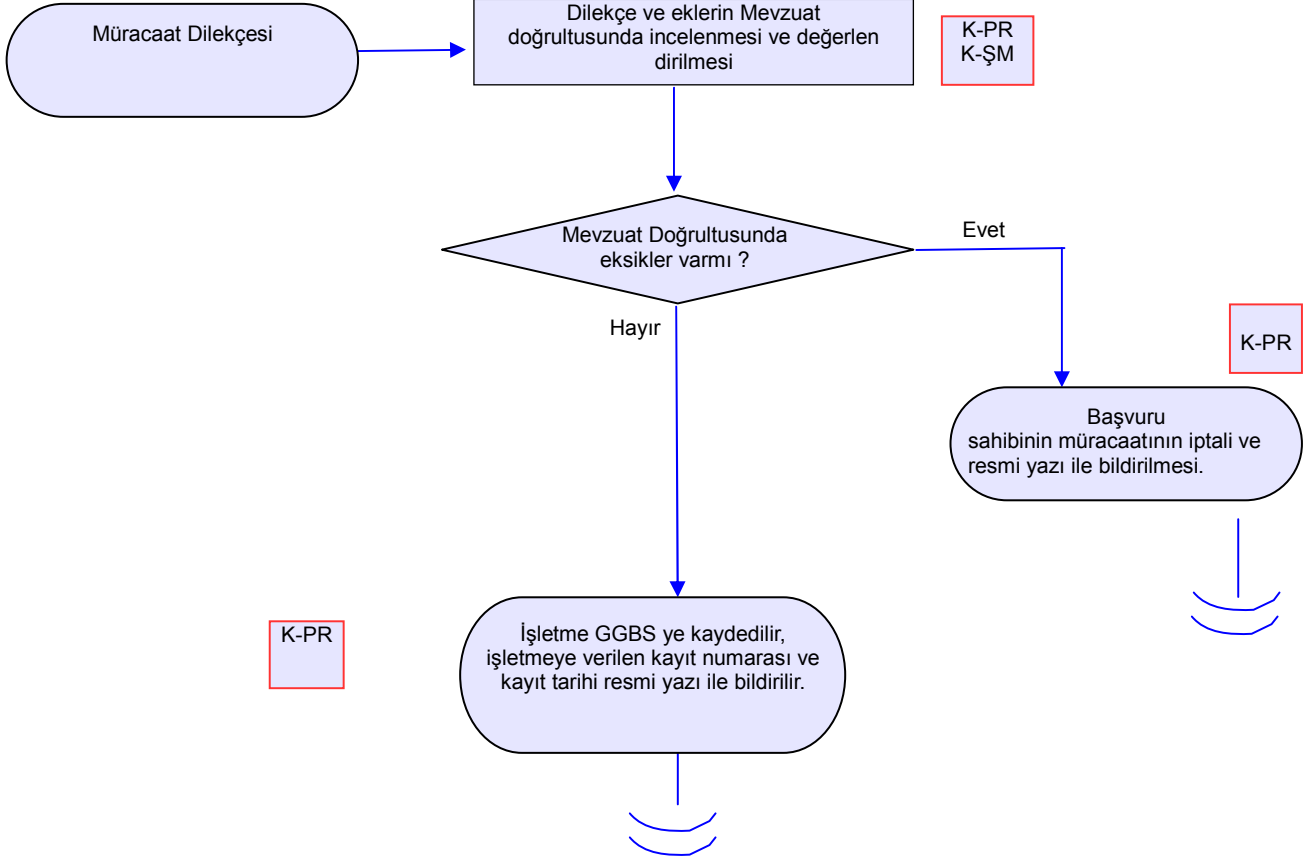 Müracaat Dilekçesi
Dilekçe ve eklerin Mevzuat
doğrultusunda incelenmesi ve değerlen
dirilmesi
K-PR
K-ŞM
Mevzuat Doğrultusunda
eksikler varmı ?
Evet
Hayır
K-PR
Başvuru
sahibinin müracaatının iptali ve
resmi yazı ile bildirilmesi.
K-PR
İşletme GGBS ye kaydedilir,
işletmeye verilen kayıt numarası ve
kayıt tarihi resmi yazı ile bildirilir.